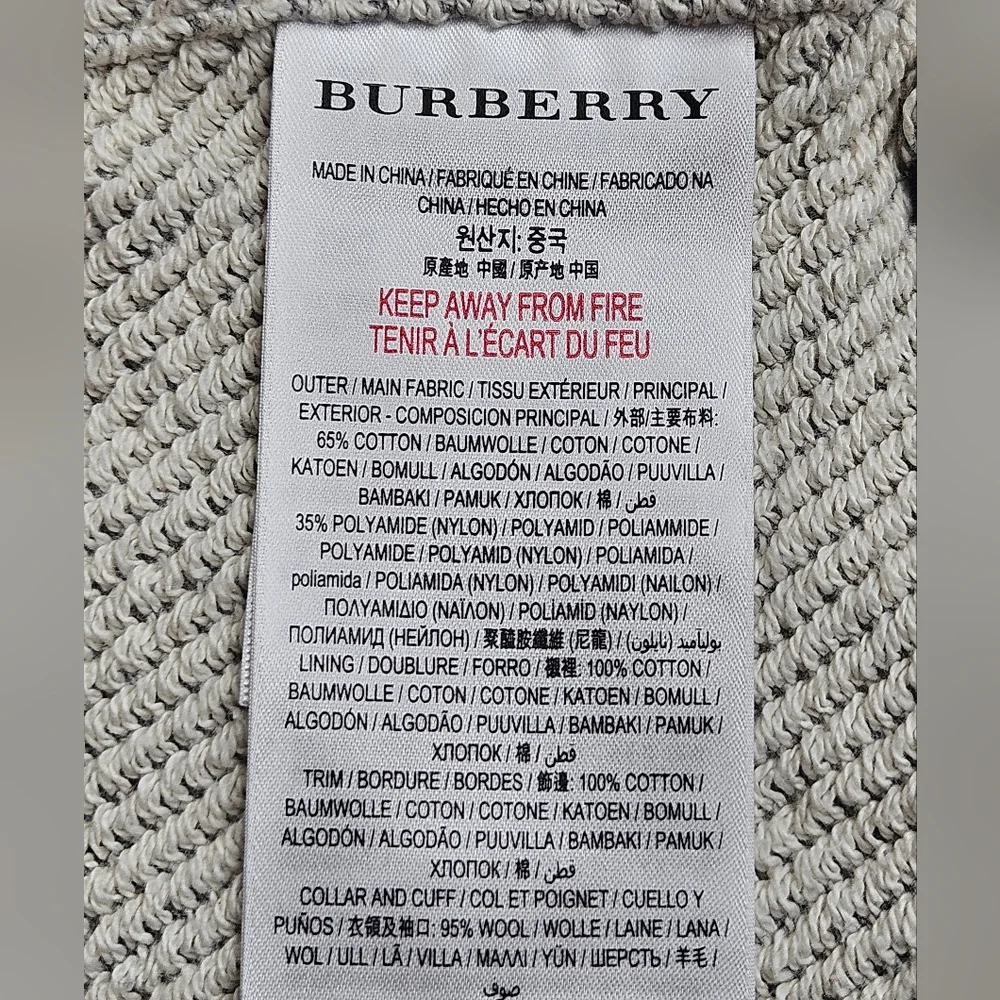 BURBERRY
MADE IN CHINA / FABRIQUÉ EN CHINE / FABRICADO NA
CHINA / HECHO EN CHINA
원산지: 중국
原產地 中國 / 原产地 中国
KEEP AWAY FROM FIRE
TENIR À L'ÉCART DU FEU
OUTER / MAIN FABRIC / TISSU EXTÉRIEUR / PRINCIPAL /
EXTERIOR - COMPOSICION PRINCIPAL / 外部/主要布料:
65% COTTON / BAUMWOLLE / COTON / COTONE /
KATOEN / BOMULL / ALGODÓN / ALGODÃO / PUUVILLA /
BAMBAKI / PAMUK / ХЛОПОК / 棉 / قطن
35% POLYAMIDE (NYLON) / POLYAMID / POLIAMMIDE /
POLYAMIDE / POLYAMID (NYLON) / POLIAMIDA /
poliamida / POLIAMIDA (NYLON) / POLYAMIDI (NAILON) /
ΠΟΛΥΑΜΙΔΙΟ (ΝΑΪΛΟΝ) / POLİAMİD (NAYLON) /
ПОЛИАМИД (НЕЙЛОН) / 聚醯胺纖維 (尼龍) / بولياميد (نايلون)
LINING / DOUBLURE / FORRO / 襯裡: 100% COTTON /
BAUMWOLLE / COTON / COTONE / KATOEN / BOMULL /
ALGODÓN / ALGODÃO / PUUVILLA / BAMBAKI / PAMUK /
ХЛОПОК / 棉 / قطن
TRIM / BORDURE / BORDES / 飾邊: 100% COTTON /
BAUMWOLLE / COTON / COTONE / KATOEN / BOMULL /
ALGODÓN / ALGODÃO / PUUVILLA / BAMBAKI / PAMUK /
ХЛОПОК / 棉 / قطن
COLLAR AND CUFF / COL ET POIGNET / CUELLO Y
PUÑOS / 衣領及袖口: 95% WOOL / WOLLE / LAINE / LANA /
WOL / ULL / LÃ / VILLA / ΜΑΛΛΙ / YÜN / ШЕРСТЬ / 羊毛 /
صوف